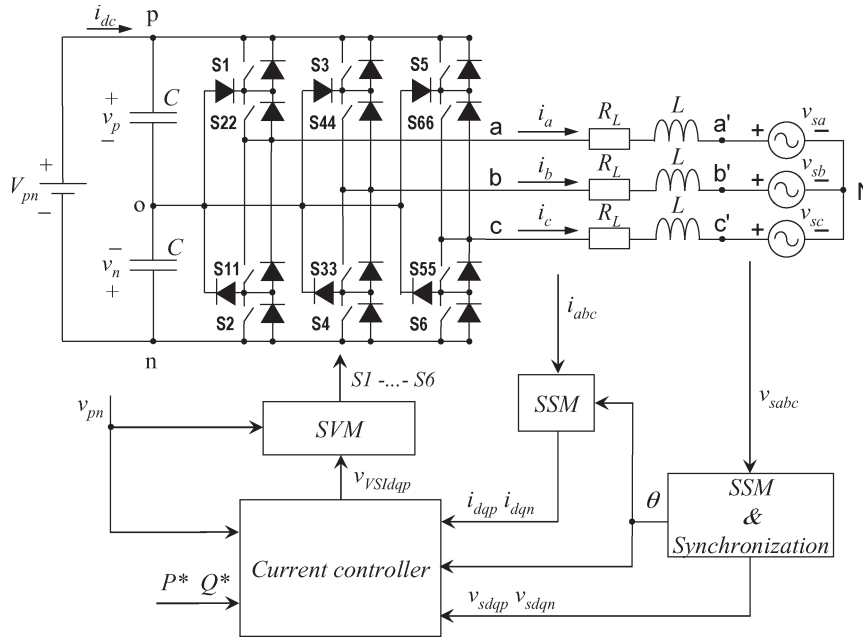 i_dc p
S1 S3 S5
+ C
v_p
−
S22 S44 S66
a i_a R_L L a' + v_sa −
+ V_pn −
b i_b R_L L b' + v_sb −
o N
c i_c R_L L c' + v_sc −
− C
v_n
+
S11 S33 S55
S2 S4 S6
n
i_abc
S1 -...- S6
v_pn
SSM
v_sabc
SVM
v_VSIdqp
θ
SSM
&
Synchronization
i_dqp i_dqn
Current controller
P* Q*
v_sdqp v_sdqn